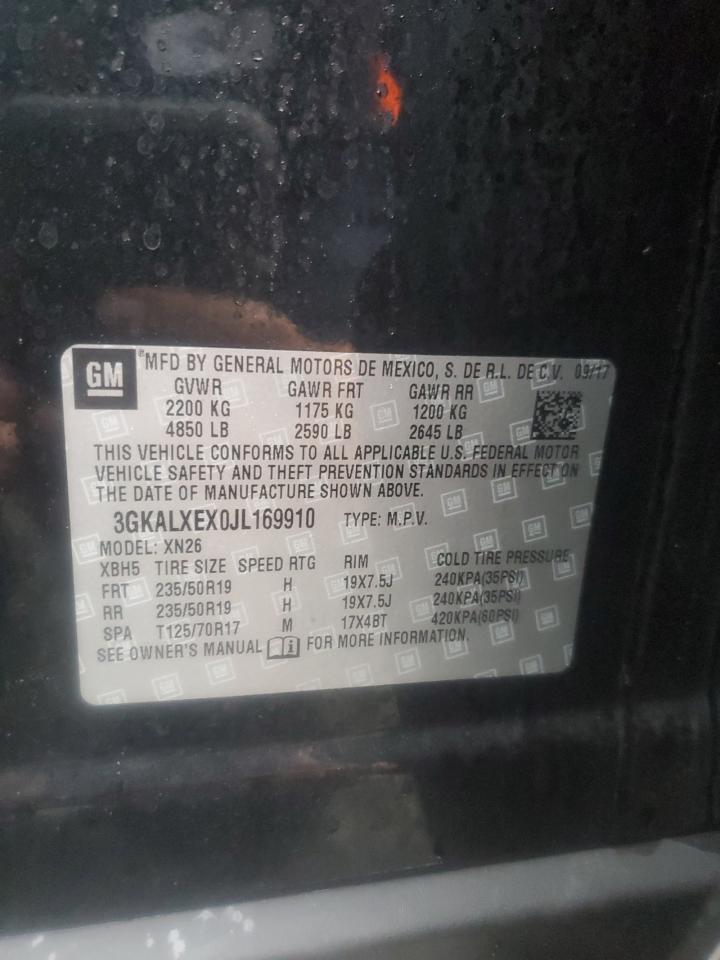 GM
®MFD BY GENERAL MOTORS DE MEXICO, S. DE R.L. DE C.V. 09/17
GVWR GAWR FRT GAWR RR
2200 KG 1175 KG 1200 KG
4850 LB 2590 LB 2645 LB
THIS VEHICLE CONFORMS TO ALL APPLICABLE U.S. FEDERAL MOTOR
VEHICLE SAFETY AND THEFT PREVENTION STANDARDS IN EFFECT ON
THE DATE OF MANUFACTURE SHOWN ABOVE.
3GKALXEX0JL169910 TYPE: M.P.V.
MODEL: XN26
XBH5 TIRE SIZE SPEED RTG RIM COLD TIRE PRESSURE
FRT 235/50R19 H 19X7.5J 240KPA(35PSI)
RR 235/50R19 H 19X7.5J 240KPA(35PSI)
SPA T125/70R17 M 17X4BT 420KPA(60PSI)
SEE OWNER'S MANUAL FOR MORE INFORMATION.